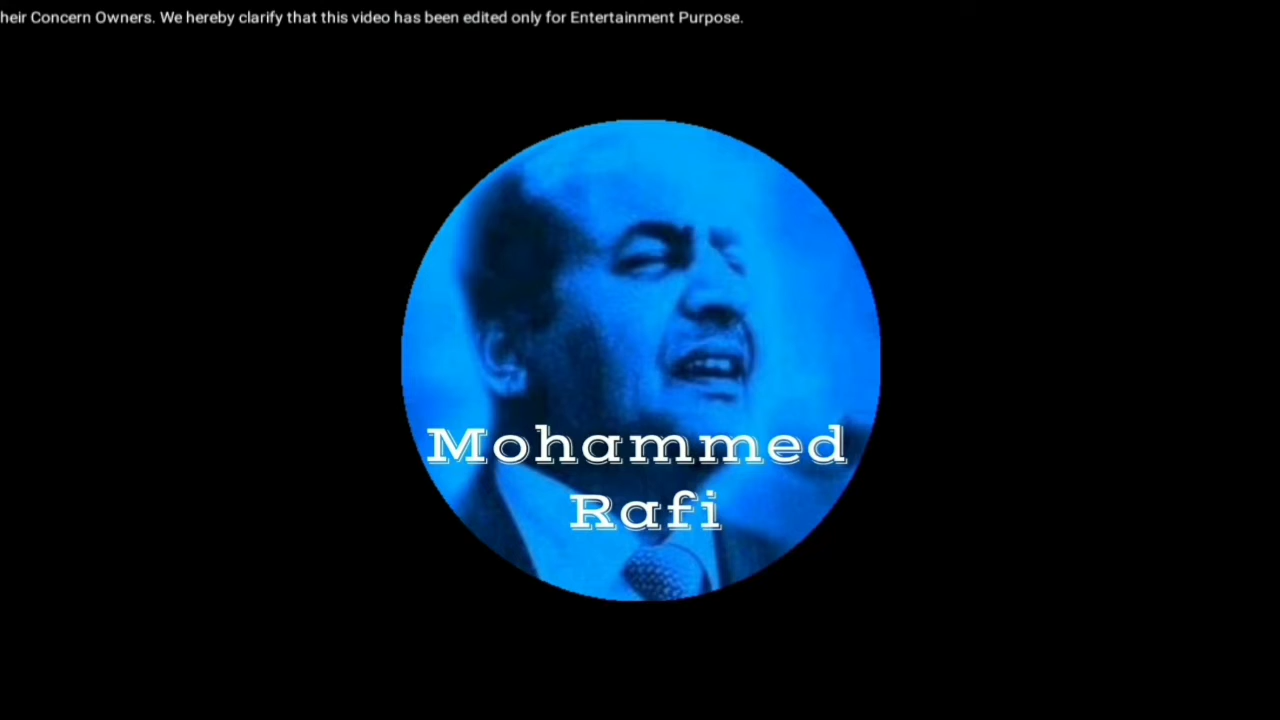 heir Concern Owners. We hereby clarify that this video has been edited only for Entertainment Purpose.
Mohammed
Rafi